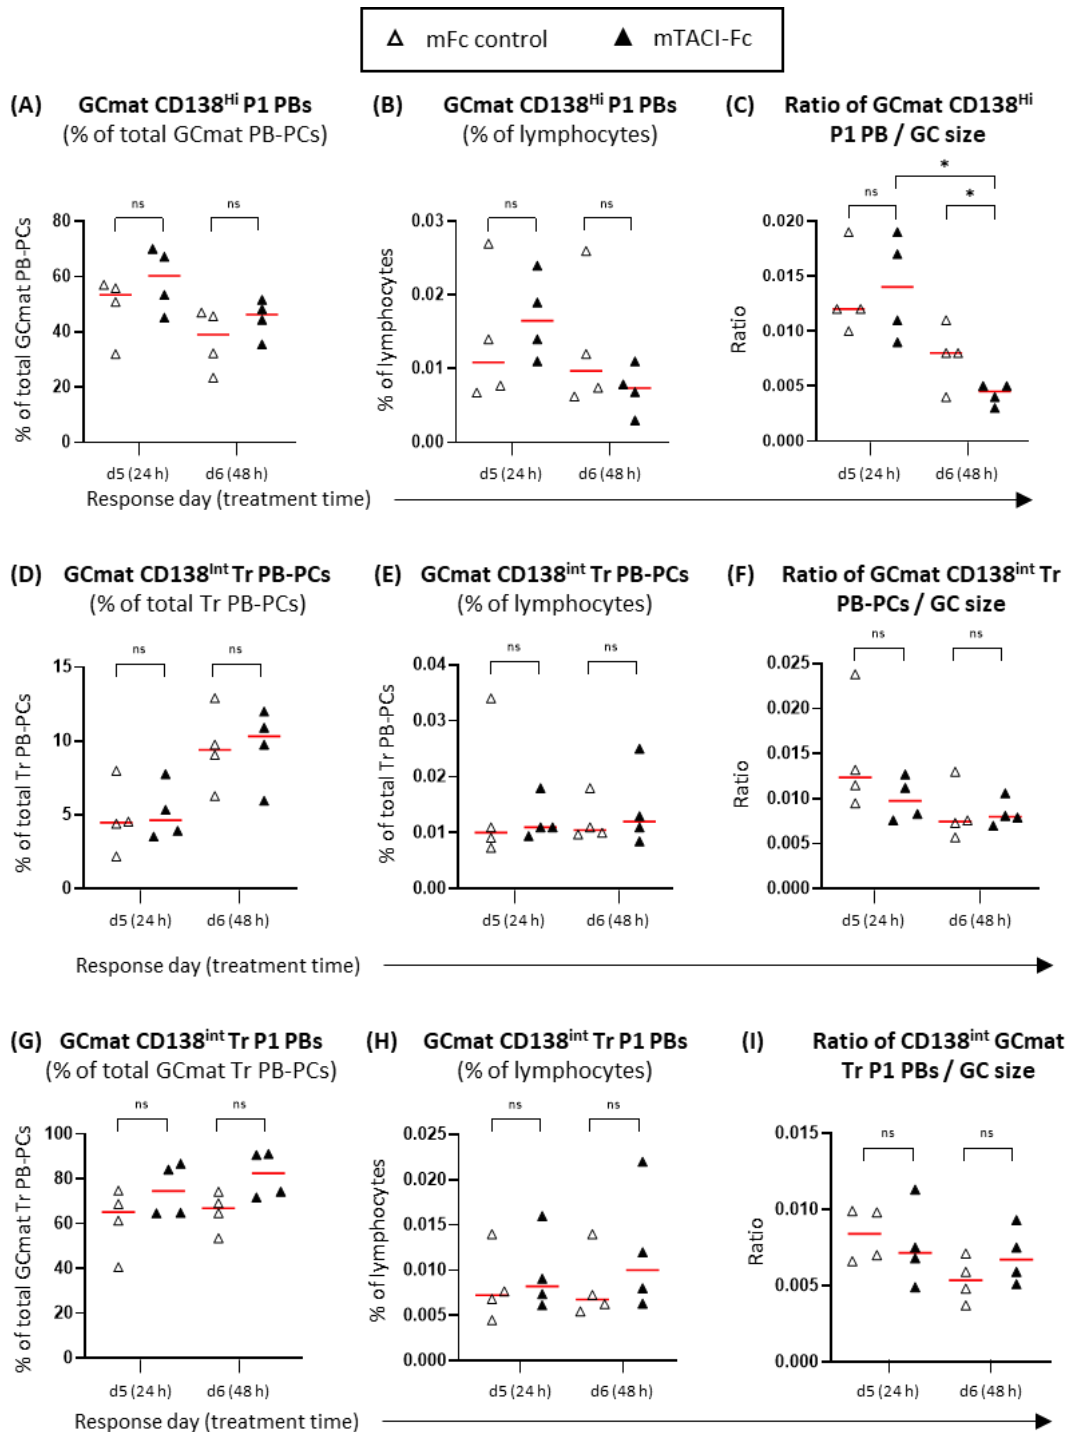 mFc control mTACI-Fc
(A) GCmat CD138Hi P1 PBs
(% of total GCmat PB-PCs)
% of total GCmat PB-PCs
80
60
40
20
0
ns ns
d5 (24 h) d6 (48 h)
(B) GCmat CD138Hi P1 PBs
(% of lymphocytes)
% of lymphocytes
0.03
0.02
0.01
0.00
ns ns
d5 (24 h) d6 (48 h)
(C) Ratio of GCmat CD138Hi
P1 PB / GC size
Ratio
0.020
0.015
0.010
0.005
0.000
*
ns *
d5 (24 h) d6 (48 h)
Response day (treatment time)
(D) GCmat CD138Int Tr PB-PCs
(% of total Tr PB-PCs)
% of total Tr PB-PCs
15
10
5
0
ns ns
d5 (24 h) d6 (48 h)
(E) GCmat CD138int Tr PB-PCs
(% of lymphocytes)
% of total Tr PB-PCs
0.04
0.03
0.02
0.01
0.00
ns ns
d5 (24 h) d6 (48 h)
(F) Ratio of GCmat CD138int Tr
PB-PCs / GC size
Ratio
0.025
0.020
0.015
0.010
0.005
0.000
ns ns
d5 (24 h) d6 (48 h)
Response day (treatment time)
(G) GCmat CD138int Tr P1 PBs
(% of total GCmat Tr PB-PCs)
% of total GCmat Tr PB-PCs
100
80
60
40
20
0
ns ns
d5 (24 h) d6 (48 h)
(H) GCmat CD138int Tr P1 PBs
(% of lymphocytes)
% of lymphocytes
0.025
0.020
0.015
0.010
0.005
0.000
ns ns
d5 (24 h) d6 (48 h)
(I) Ratio of CD138int GCmat
Tr P1 PBs / GC size
Ratio
0.015
0.010
0.005
0.000
ns ns
d5 (24 h) d6 (48 h)
Response day (treatment time)